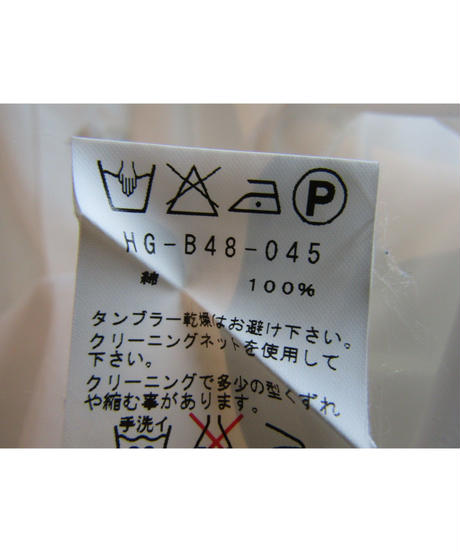 P
HG-B48-045
綿 100%
タンブラー乾燥はお避け下さい。
クリーニングネットを使用して
下さい。
クリーニングで多少の型くずれ
や縮む事があります。
手洗イ